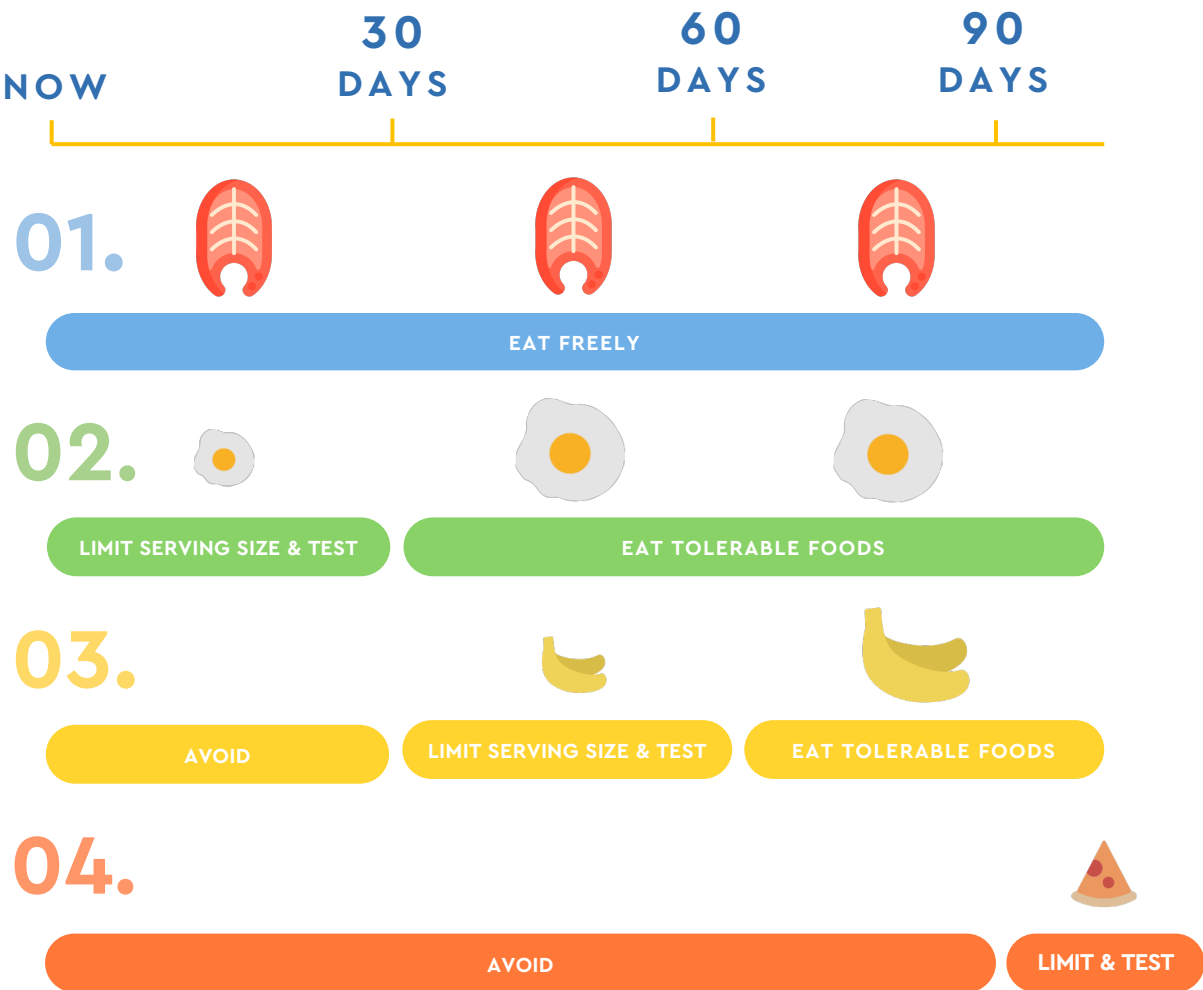 NOW
30
DAYS
60
DAYS
90
DAYS
01.
EAT FREELY
02.
LIMIT SERVING SIZE & TEST
EAT TOLERABLE FOODS
03.
AVOID
LIMIT SERVING SIZE & TEST
EAT TOLERABLE FOODS
04.
AVOID
LIMIT & TEST